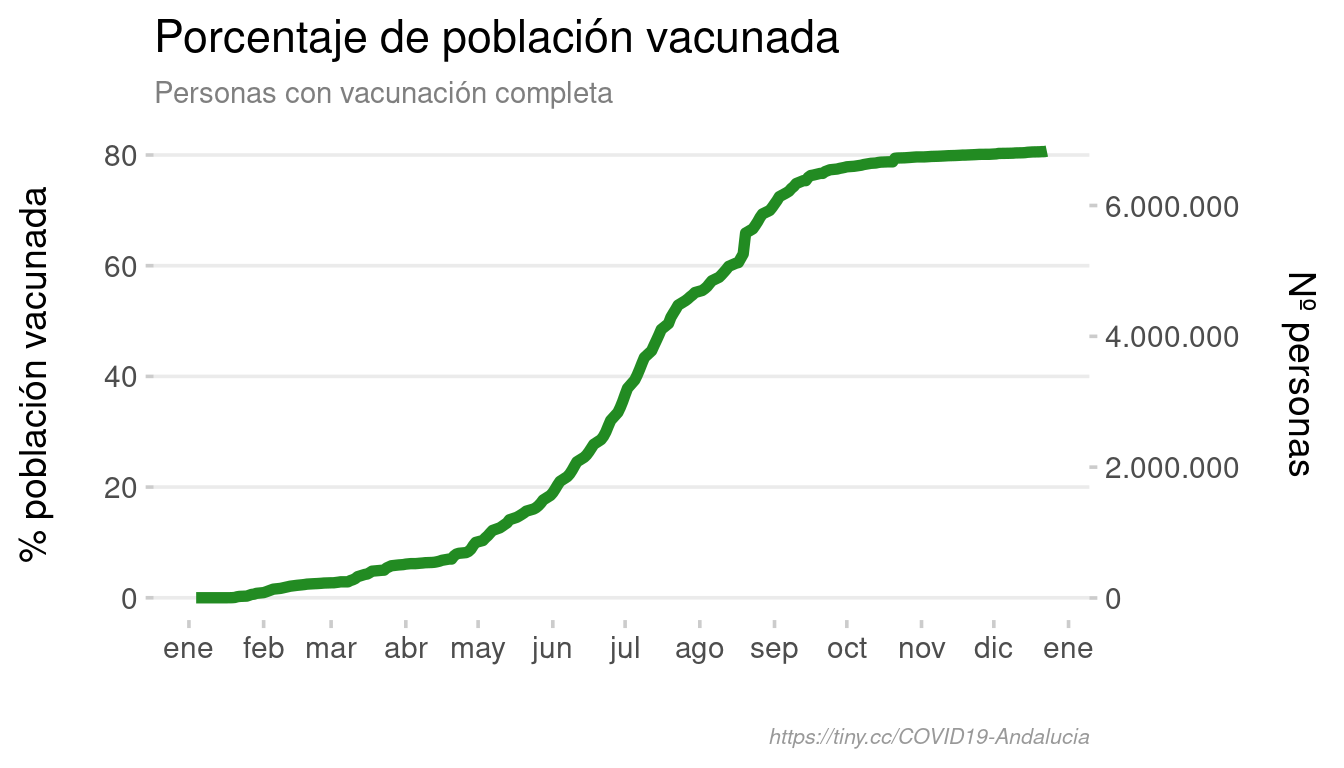 Porcentaje de población vacunada
Personas con vacunación completa
% población vacunada
80
60
40
20
0
6.000.000
4.000.000
2.000.000
0
Nº personas
ene feb mar abr may jun jul ago sep oct nov dic ene
https://tiny.cc/COVID19-Andalucia